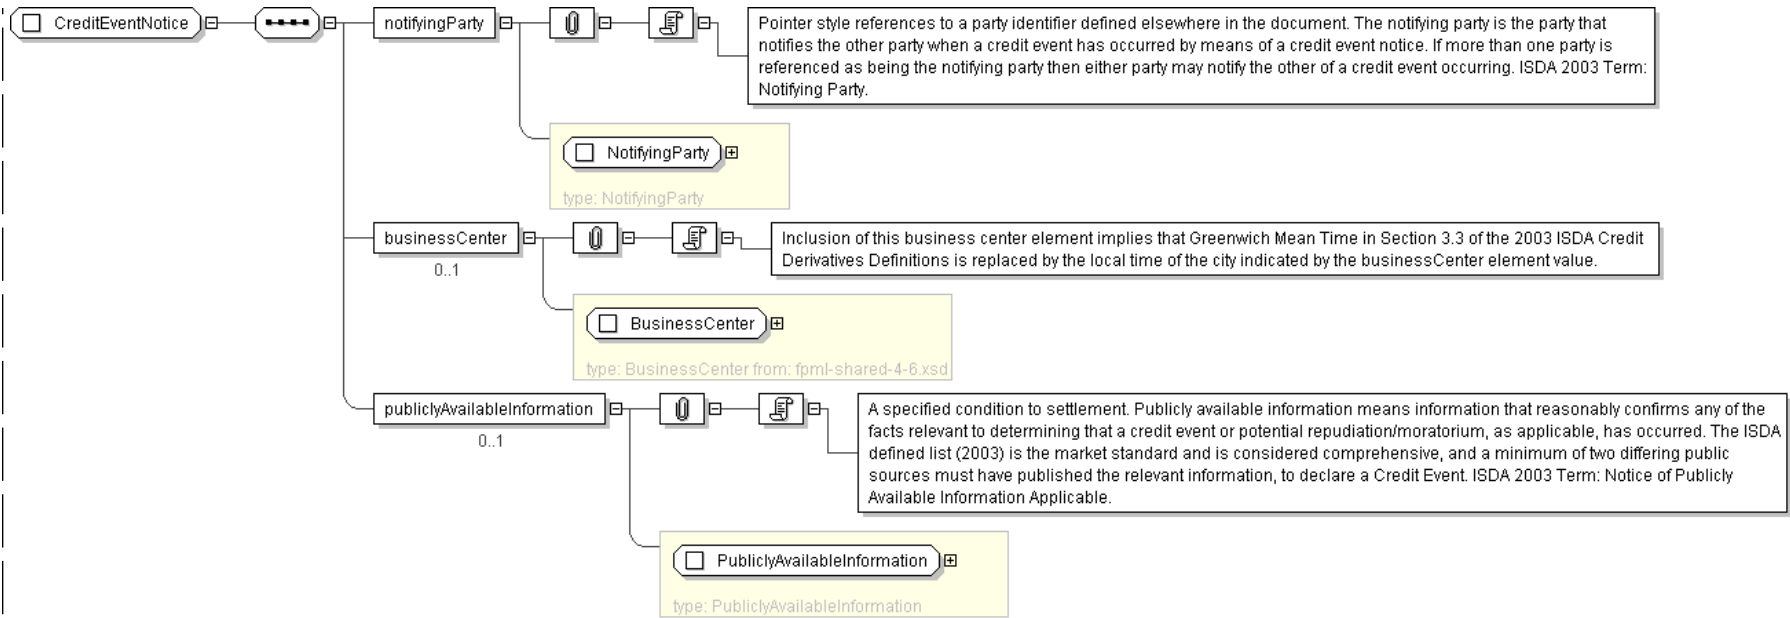 CreditEventNotice
notifyingParty
Pointer style references to a party identifier defined elsewhere in the document. The notifying party is the party that
notifies the other party when a credit event has occurred by means of a credit event notice. If more than one party is
referenced as being the notifying party then either party may notify the other of a credit event occurring. ISDA 2003 Term:
Notifying Party.
NotifyingParty
type: NotifyingParty
businessCenter
0..1
Inclusion of this business center element implies that Greenwich Mean Time in Section 3.3 of the 2003 ISDA Credit
Derivatives Definitions is replaced by the local time of the city indicated by the businessCenter element value.
BusinessCenter
type: BusinessCenter from: fpml-shared-4-6.xsd
publiclyAvailableInformation
0..1
A specified condition to settlement. Publicly available information means information that reasonably confirms any of the
facts relevant to determining that a credit event or potential repudiation/moratorium, as applicable, has occurred. The ISDA
defined list (2003) is the market standard and is considered comprehensive, and a minimum of two differing public
sources must have published the relevant information, to declare a Credit Event. ISDA 2003 Term: Notice of Publicly
Available Information Applicable.
PubliclyAvailableInformation
type: PubliclyAvailableInformation